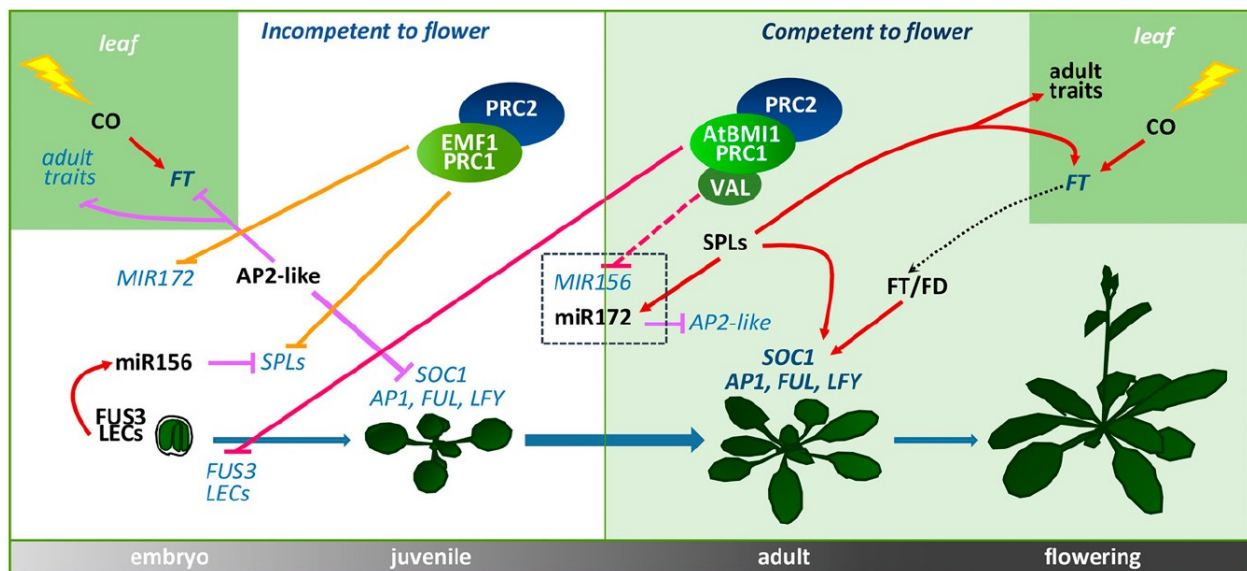 leaf
Incompetent to flower
Competent to flower
leaf
CO
adult
traits
FT
PRC2
EMF1
PRC1
PRC2
AtBMI1
PRC1
VAL
adult
traits
CO
FT
MIR172
AP2-like
SPLs
MIR156
miR172
AP2-like
FT/FD
miR156
SPLs
SOC1
AP1, FUL, LFY
SOC1
AP1, FUL, LFY
FUS3
LECs
FUS3
LECs
embryo
juvenile
adult
flowering